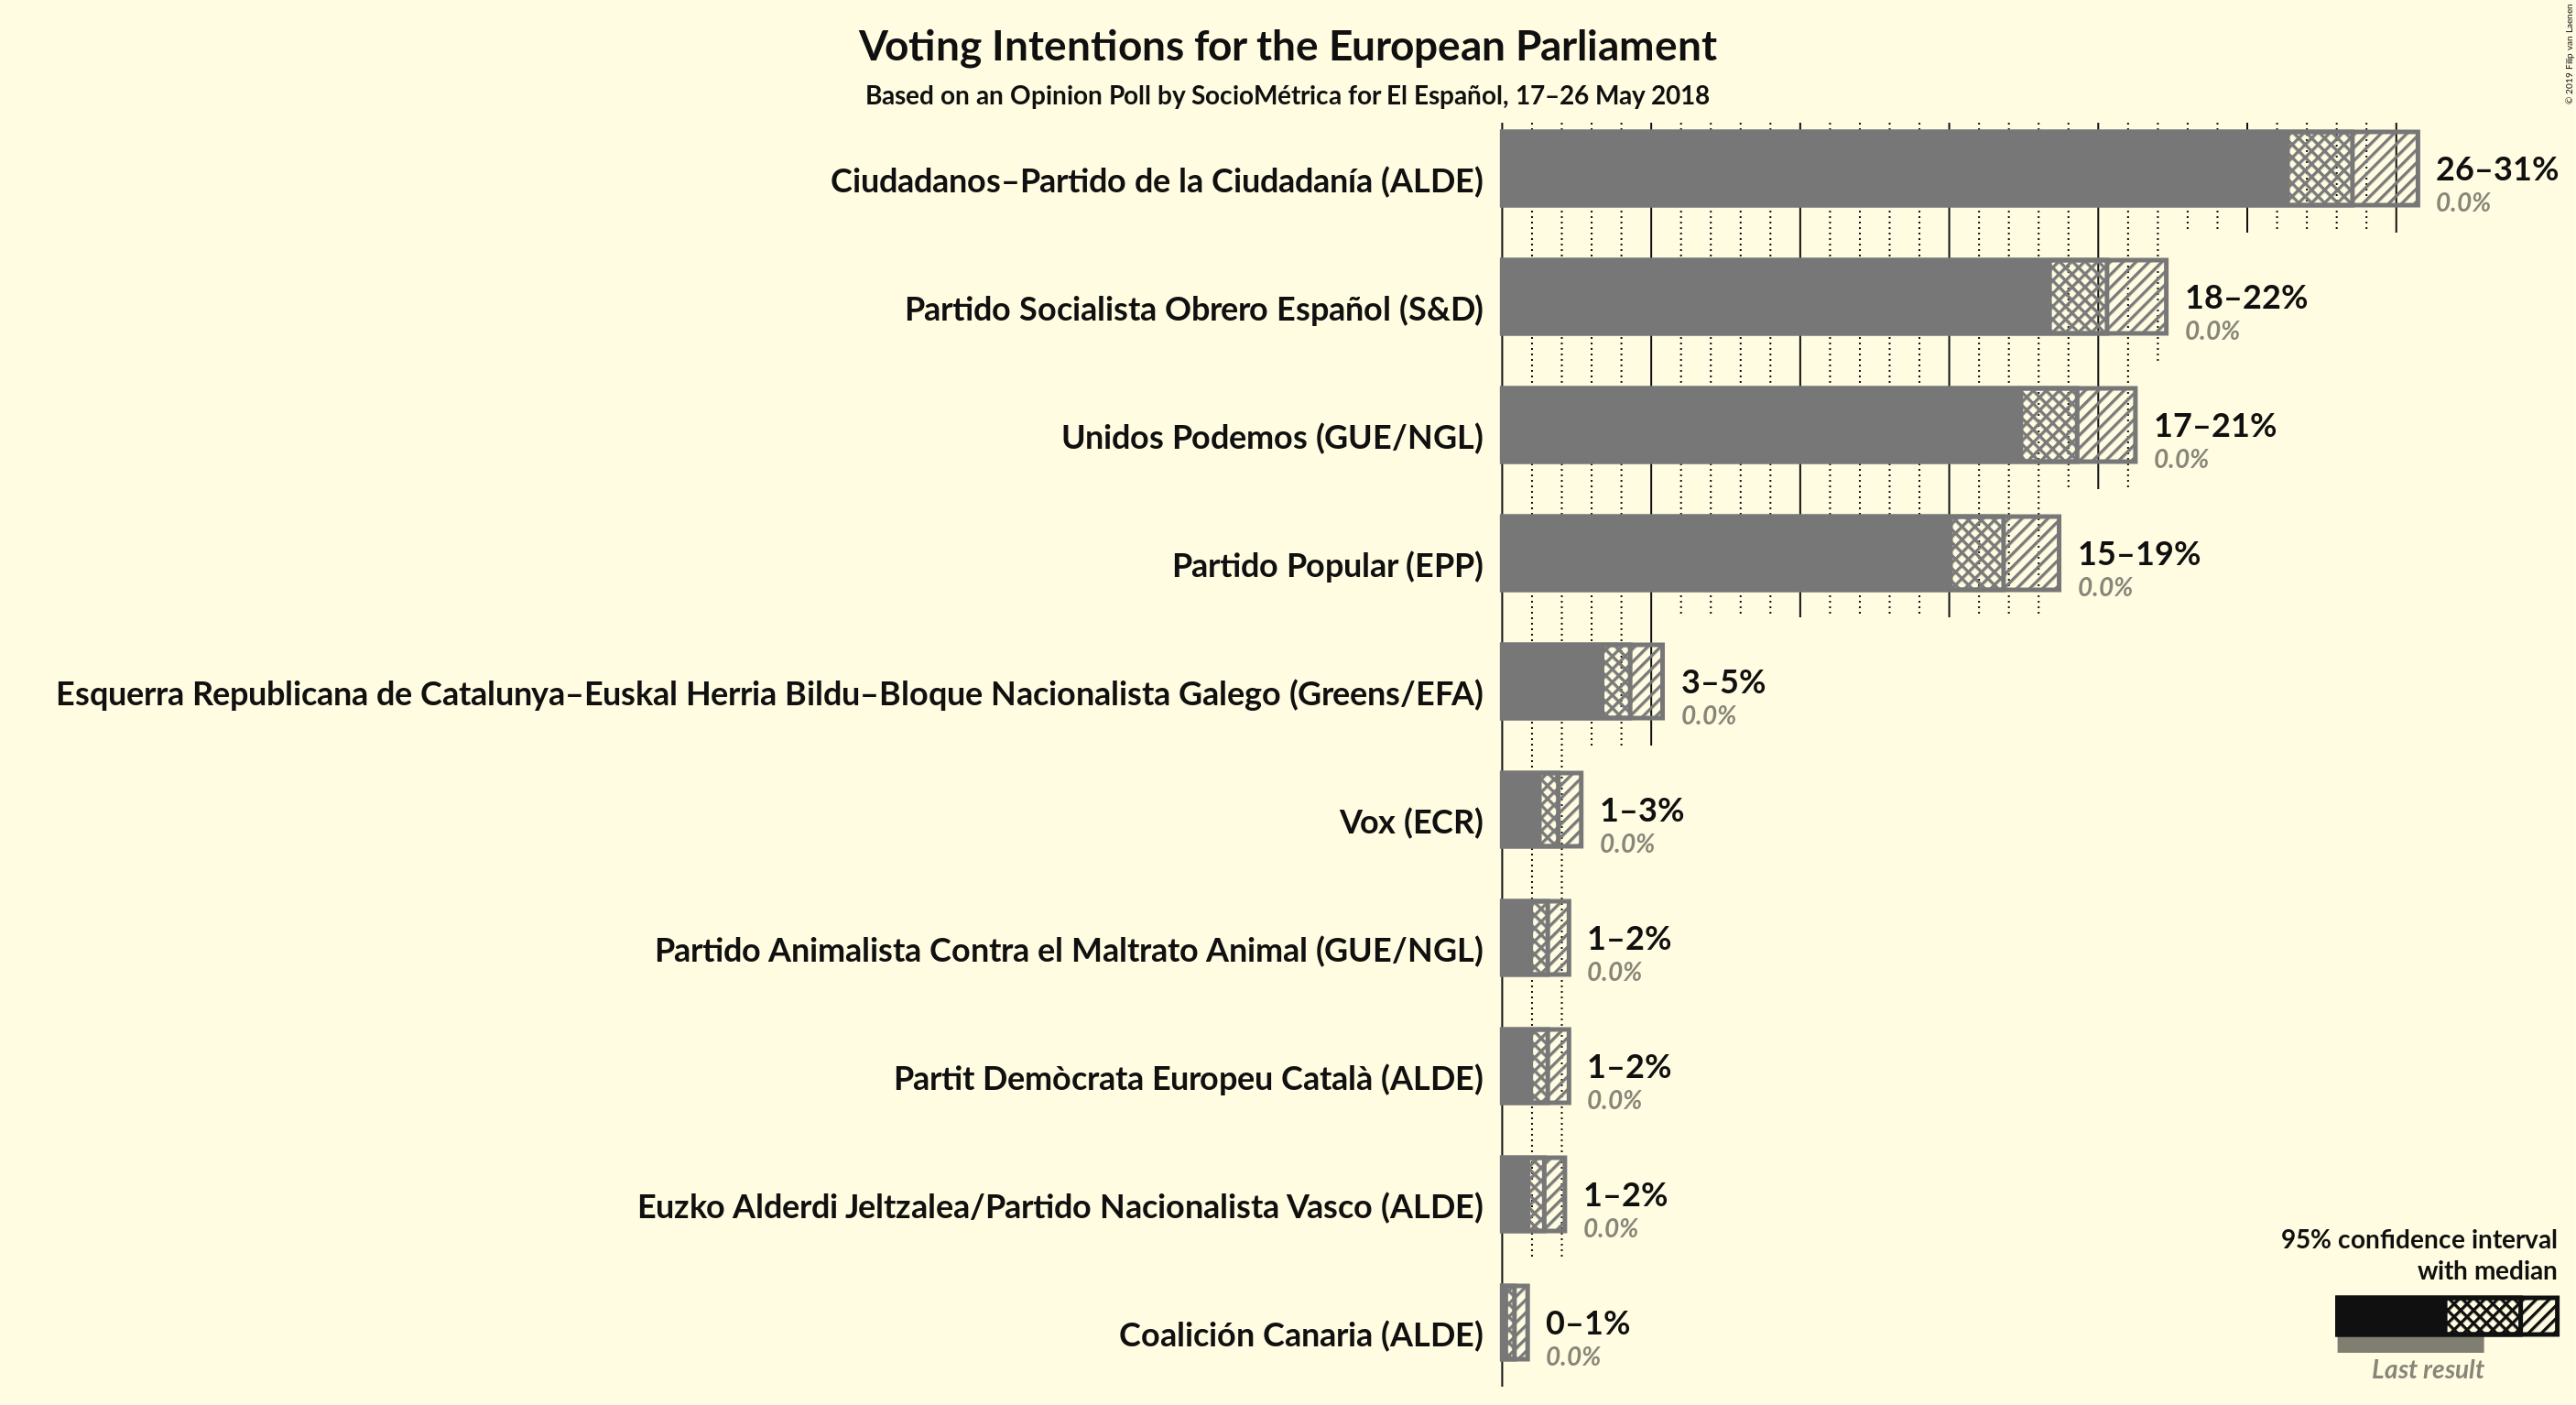 Voting Intentions for the European Parliament
Based on an Opinion Poll by SocioMétrica for El Español, 17–26 May 2018
© 2019 Filip van Laenen
Ciudadanos–Partido de la Ciudadanía (ALDE)
26–31%
0.0%
Partido Socialista Obrero Español (S&D)
18–22%
0.0%
Unidos Podemos (GUE/NGL)
17–21%
0.0%
Partido Popular (EPP)
15–19%
0.0%
Esquerra Republicana de Catalunya–Euskal Herria Bildu–Bloque Nacionalista Galego (Greens/EFA)
3–5%
0.0%
Vox (ECR)
1–3%
0.0%
Partido Animalista Contra el Maltrato Animal (GUE/NGL)
1–2%
0.0%
Partit Demòcrata Europeu Català (ALDE)
1–2%
0.0%
Euzko Alderdi Jeltzalea/Partido Nacionalista Vasco (ALDE)
1–2%
0.0%
Coalición Canaria (ALDE)
0–1%
0.0%
95% confidence interval
with median
Last result